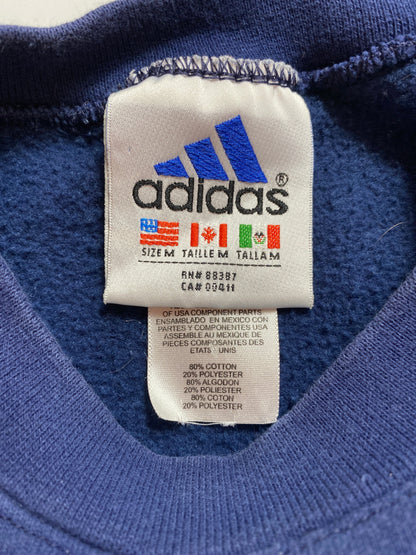 adidas®
SIZE M TAILLE M TALLA M
RN# 88387
CA# 00411
OF USA COMPONENT PARTS
ENSAMBLADO EN MEXICO CON
PARTES Y COMPONENTES DE USA
ASSEMBLE AU MEXIQUE DE
PIECES COMPOSANTES DES
ETATS - UNIS
80% COTTON
20% POLYESTER
80% ALGODON
20% POLIESTER
80% COTON
20% POLYESTER